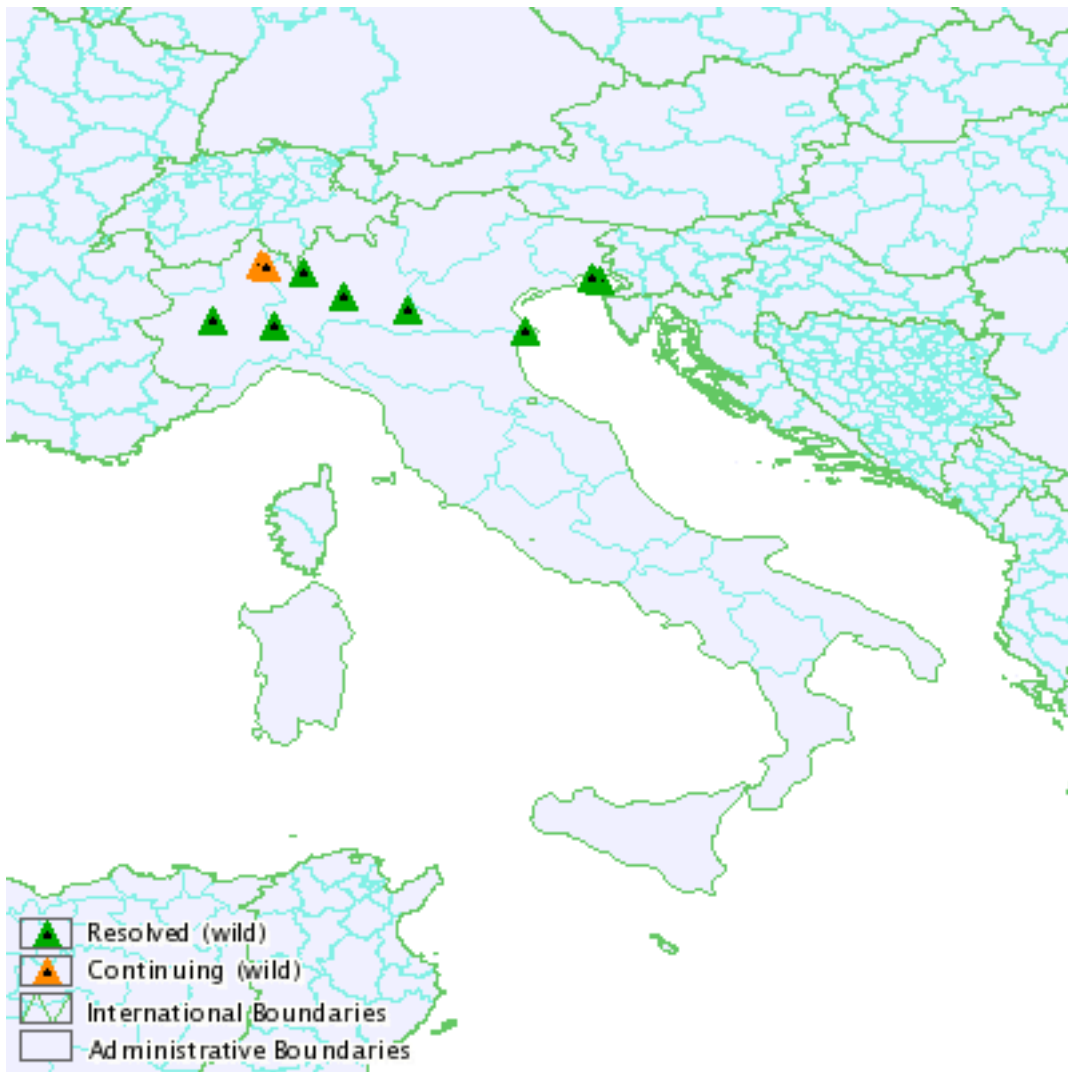 Resolved (wild)
Continuing (wild)
International Boundaries
Administrative Boundaries